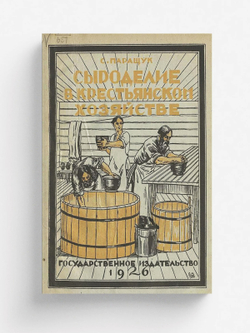 С. ПАРАЩУК
СЫРОДЕЛИЕ
В КРЕСТЬЯНСКОМ
ХОЗЯЙСТВЕ
ГОСУДАРСТВЕННОЕ ИЗДАТЕЛЬСТВО
1926